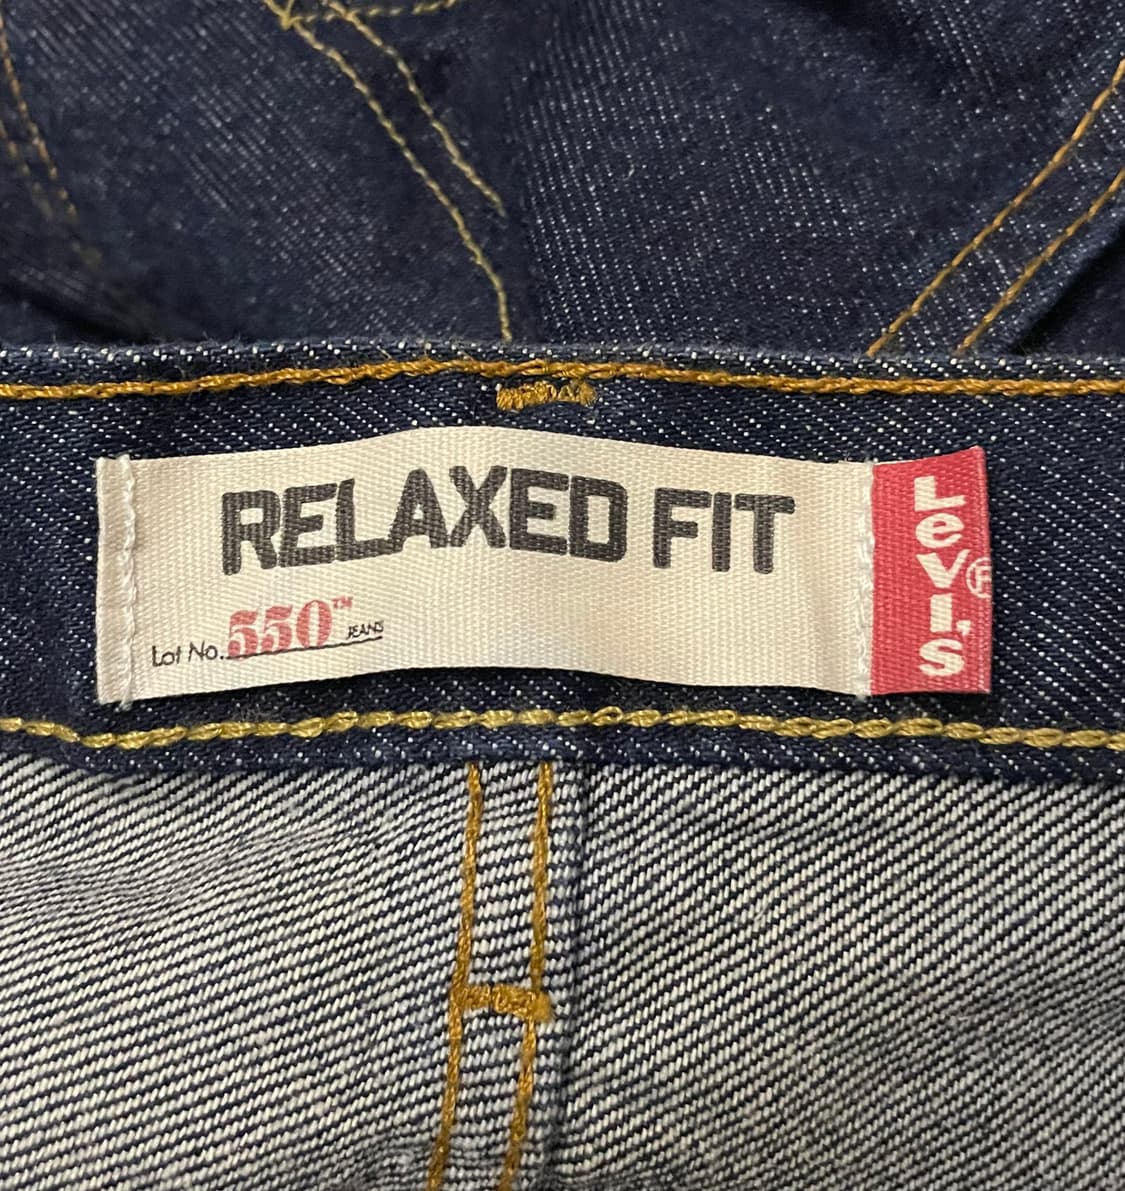 RELAXED FIT
Lot No. 550™ JEANS
Levi's®